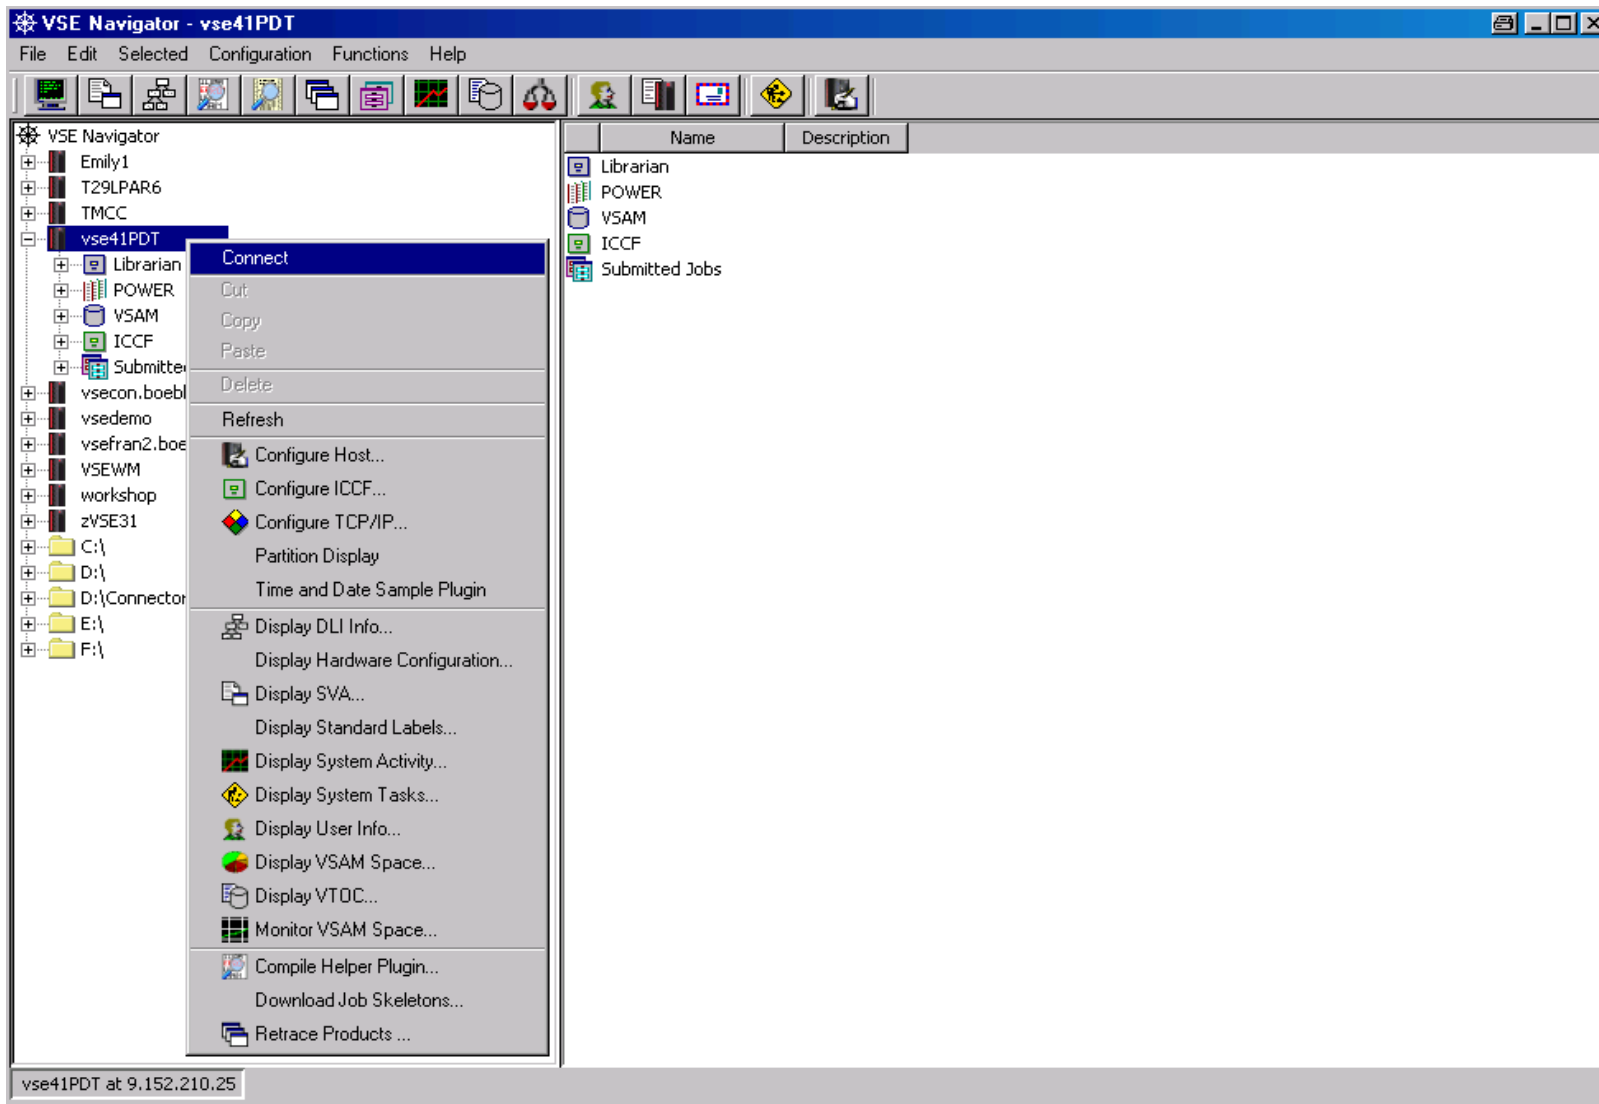 VSE Navigator - vse41PDT
File Edit Selected Configuration Functions Help
VSE Navigator
Emily1
T29LPAR6
TMCC
vse41PDT
Librarian
POWER
VSAM
ICCF
Submitte
vsecon.boebl
vsedemo
vsefran2.boe
VSEWM
workshop
zVSE31
C:\
D:\
D:\Connector
E:\
F:\
Connect
Cut
Copy
Paste
Delete
Refresh
Configure Host...
Configure ICCF...
Configure TCP/IP...
Partition Display
Time and Date Sample Plugin
Display DLI Info...
Display Hardware Configuration...
Display SVA...
Display Standard Labels...
Display System Activity...
Display System Tasks...
Display User Info...
Display VSAM Space...
Display VTOC...
Monitor VSAM Space...
Compile Helper Plugin...
Download Job Skeletons...
Retrace Products ...
Name Description
Librarian
POWER
VSAM
ICCF
Submitted Jobs
vse41PDT at 9.152.210.25